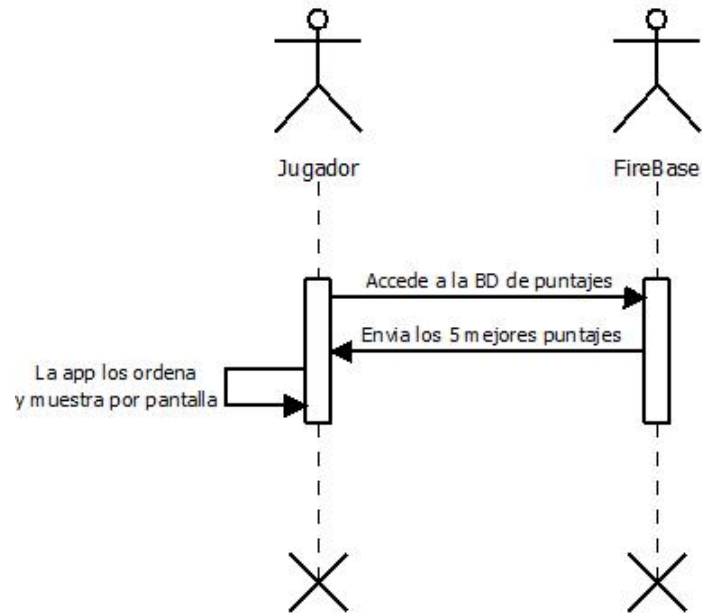 Jugador
FireBase
Accede a la BD de puntajes
Envia los 5 mejores puntajes
La app los ordena
y muestra por pantalla